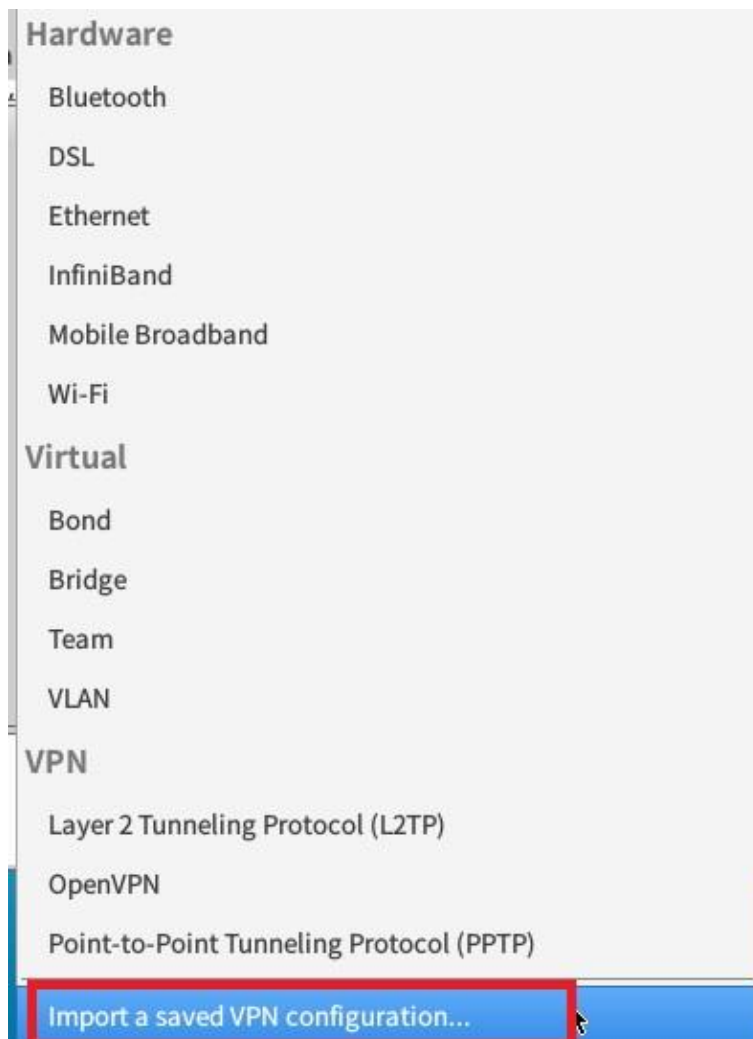 Hardware
Bluetooth
DSL
Ethernet
InfiniBand
Mobile Broadband
Wi-Fi
Virtual
Bond
Bridge
Team
VLAN
VPN
Layer 2 Tunneling Protocol (L2TP)
OpenVPN
Point-to-Point Tunneling Protocol (PPTP)
Import a saved VPN configuration...